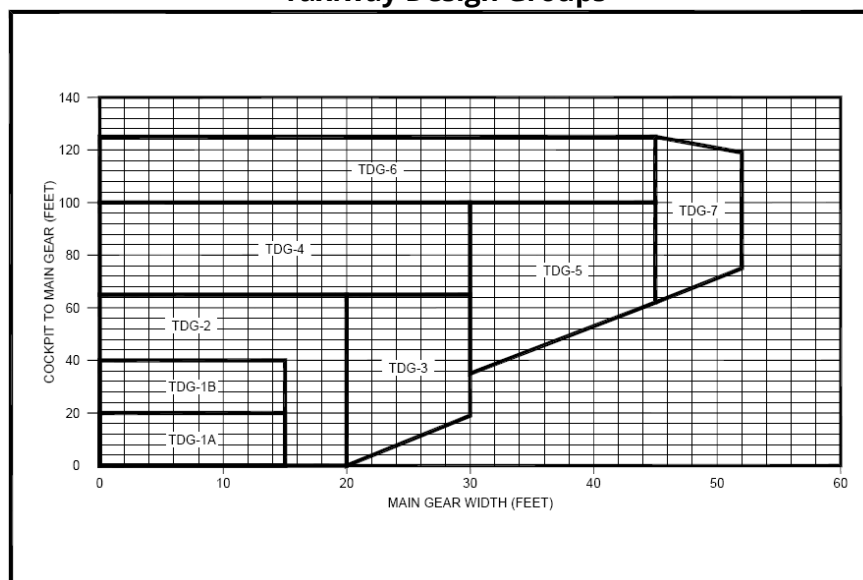 Taxiway Design Groups
140
120
100
80
60
40
20
0
COCKPIT TO MAIN GEAR (FEET)
TDG-6
TDG-7
TDG-4
TDG-5
TDG-2
TDG-3
TDG-1B
TDG-1A
0 10 20 30 40 50 60
MAIN GEAR WIDTH (FEET)